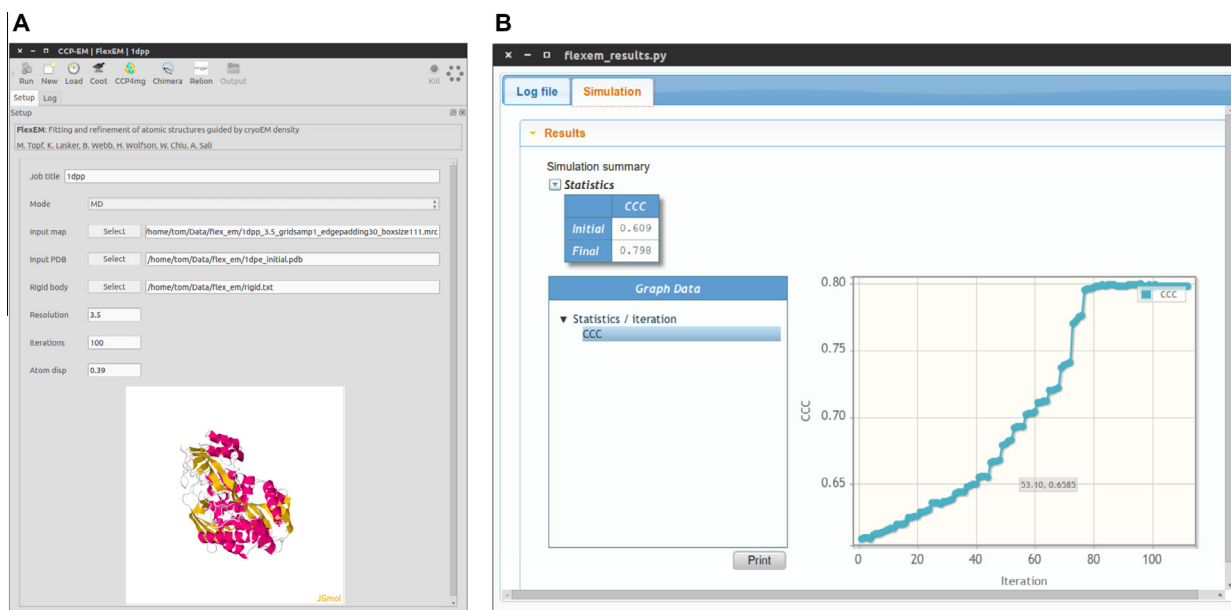 A
CCP-EM | FlexEM | 1dpp
Run New Load Coot CCP4mg Chimera Relion Output Kill
Setup Log
Setup
FlexEM: Fitting and refinement of atomic structures guided by cryoEM density
M. Topf, K. Lasker, B. Webb, H. Wolfson, W. Chiu, A. Sali
Job title 1dpp
Mode MD
Input map Select /home/tom/Data/flex_em/1dpp_3.5_gridsamp1_edgepadding30_boxsize111.mrc
Input PDB Select /home/tom/Data/flex_em/1dpe_initial.pdb
Rigid body Select /home/tom/Data/flex_em/rigid.txt
Resolution 3.5
Iterations 100
Atom disp 0.39
JSmol
B
flexem_results.py
Log file Simulation
Results
Simulation summary
Statistics
CCC
Initial 0.609
Final 0.798
Graph Data
Statistics / iteration
CCC
Print
0.80
0.75
0.70
0.65
CCC
CCC
53.10, 0.6585
0 20 40 60 80 100
Iteration